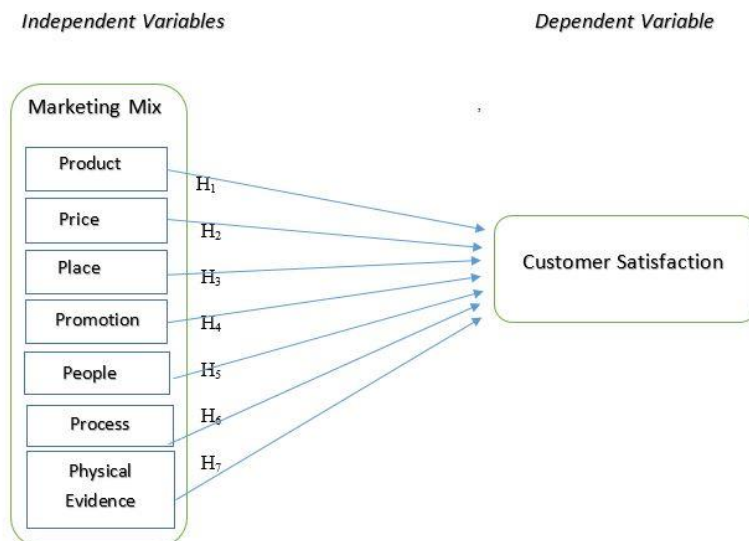 Independent Variables
Dependent Variable
Marketing Mix
,
Product
H₁
Price
H₂
Place
H₃
Customer Satisfaction
Promotion
H₄
People
H₅
Process
H₆
Physical
Evidence
H₇